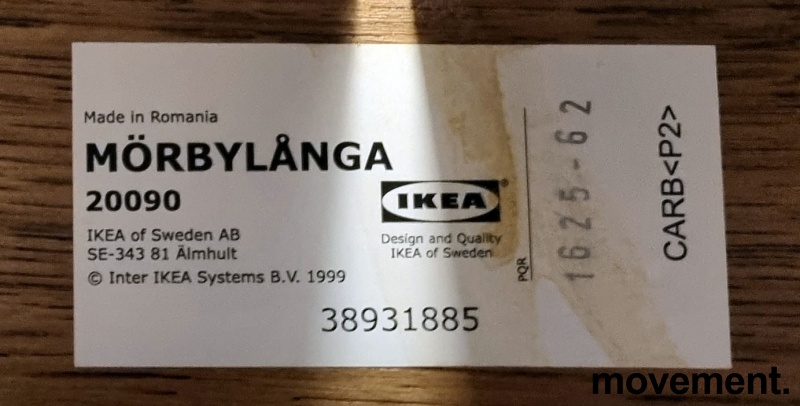 Made in Romania
MÖRBYLÅNGA
20090
IKEA of Sweden AB
SE-343 81 Älmhult
© Inter IKEA Systems B.V. 1999
IKEA®
Design and Quality
IKEA of Sweden
38931885
PQR
1625-62
CARB<P2>
movement.